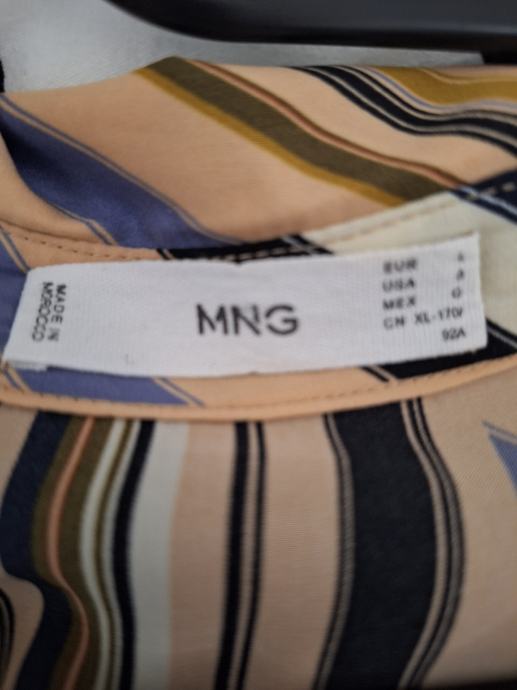 MADE IN
MOROCCO
MNG
EUR
USA
MEX
CN XL-170/
92A